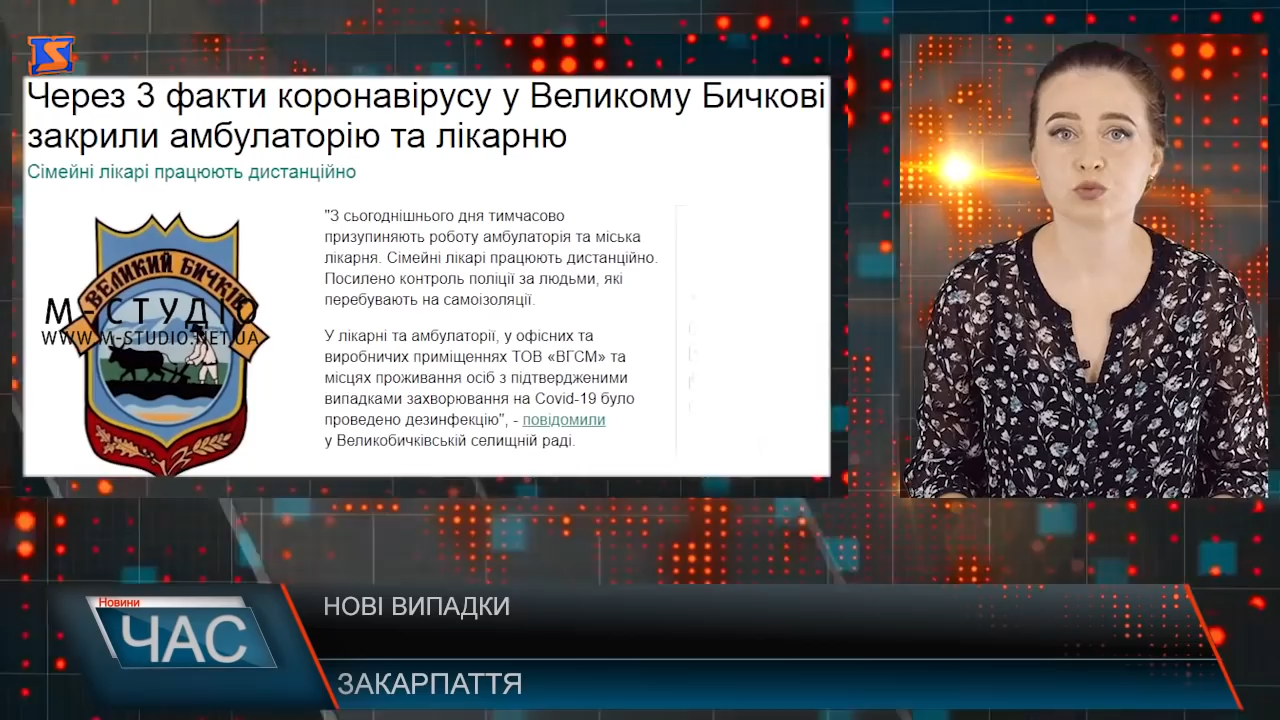 Через 3 факти коронавірусу у Великому Бичкові
закрили амбулаторію та лікарню
Сімейні лікарі працюють дистанційно
ВЕЛИКИЙ БИЧКІВ
М-СТУДІО
WWW.M-STUDIO.NET.UA
"З сьогоднішнього дня тимчасово
призупиняють роботу амбулаторія та міська
лікарня. Сімейні лікарі працюють дистанційно.
Посилено контроль поліції за людьми, які
перебувають на самоізоляції.
У лікарні та амбулаторії, у офісних та
виробничих приміщеннях ТОВ «ВГСМ» та
місцях проживання осіб з підтвердженими
випадками захворювання на Covid-19 було
проведено дезинфекцію", - повідомили
у Великобичківській селищній раді.
Новини
ЧАС
НОВІ ВИПАДКИ
ЗАКАРПАТТЯ